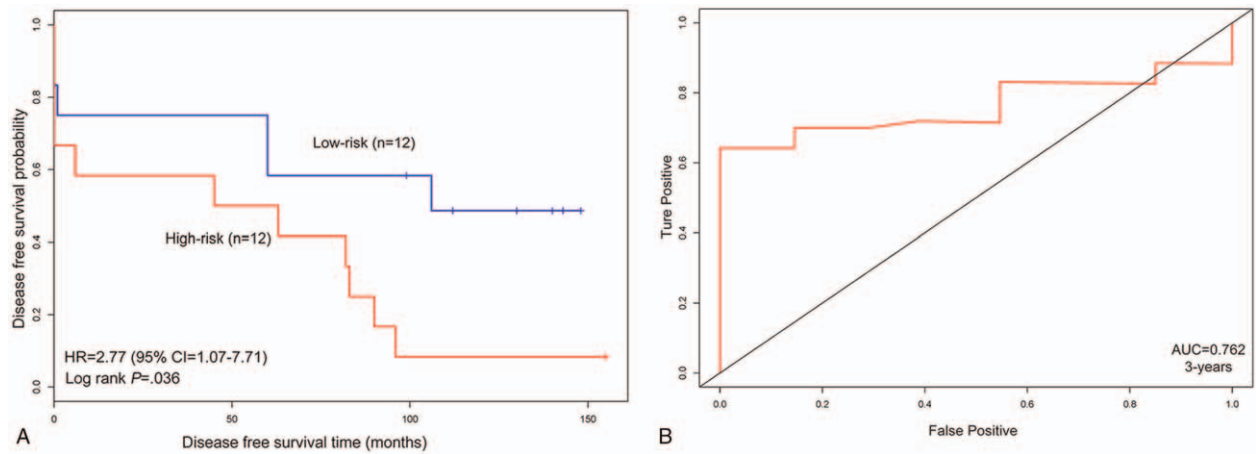 1.0
0.8
0.6
0.4
0.2
0.0
Disease free survival probability
Low-risk (n=12)
High-risk (n=12)
HR=2.77 (95% CI=1.07-7.71)
Log rank P=.036
0
50
100
150
Disease free survival time (months)
A
1.0
0.8
0.6
0.4
0.2
0.0
Ture Positive
AUC=0.762
3-years
0.0
0.2
0.4
0.6
0.8
1.0
False Positive
B